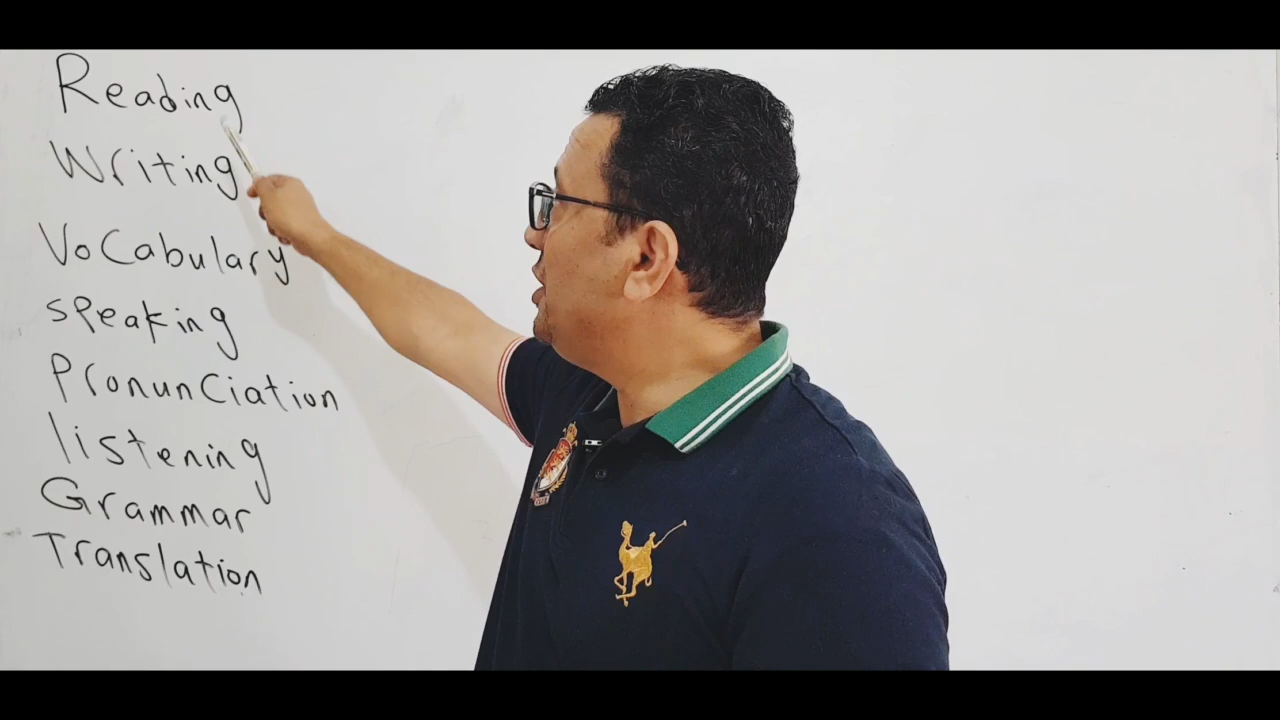 Reading
Writing
Vocabulary
speaking
Pronunciation
listening
Grammar
Translation